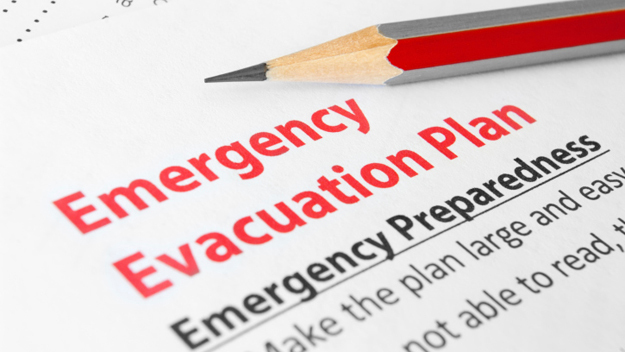 Emergency
Evacuation Plan
Emergency Preparedness
Make the plan large and easy
not able to read,